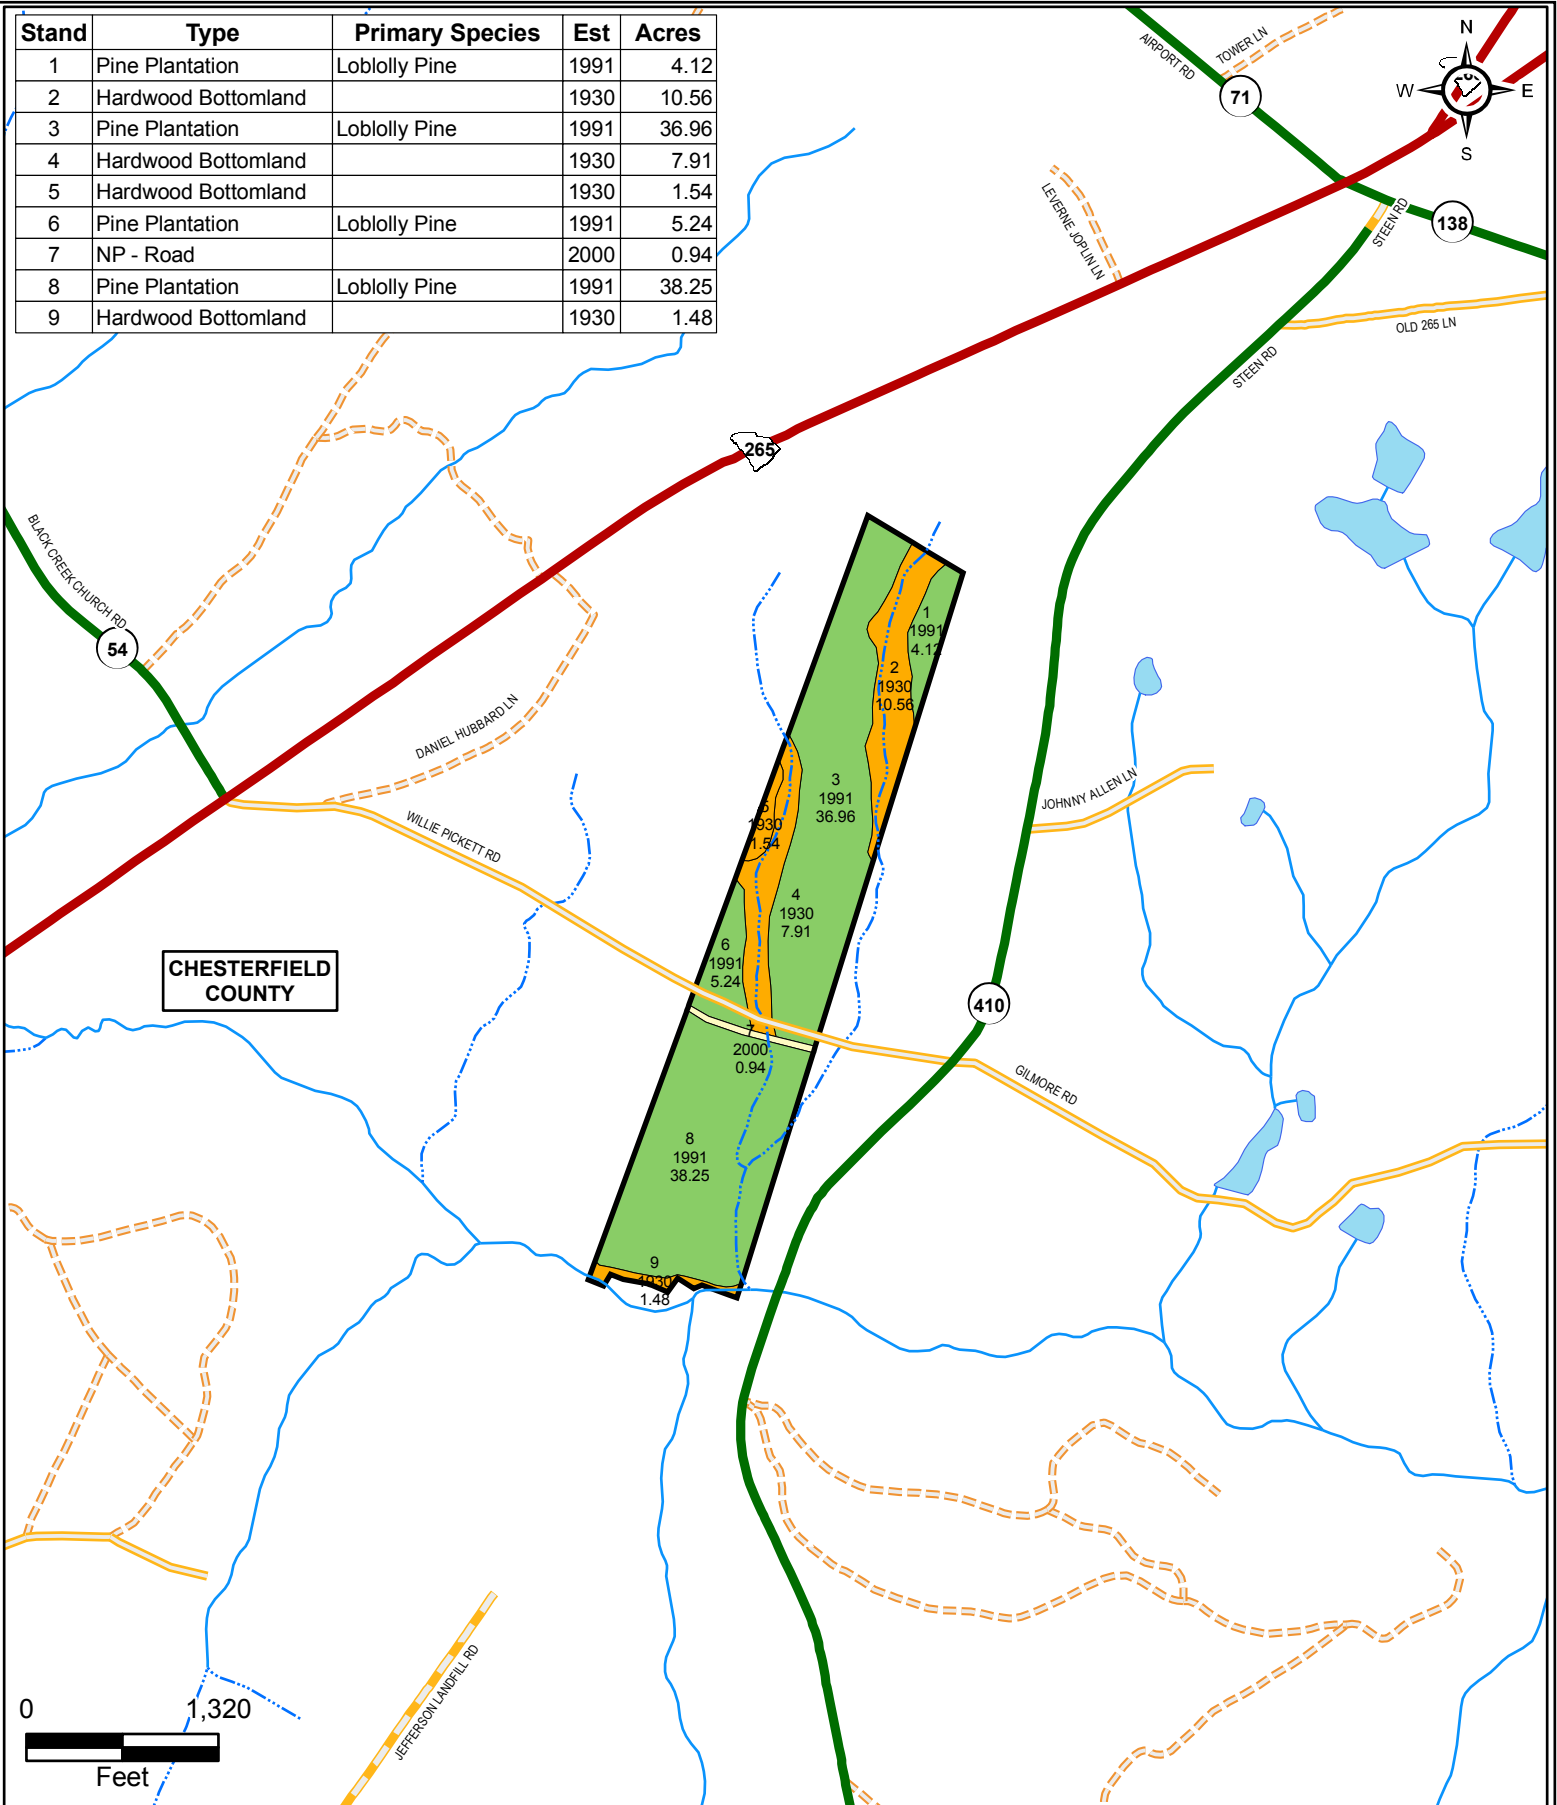 Stand Type Primary Species Est Acres
1 Pine Plantation Loblolly Pine 1991 4.12
2 Hardwood Bottomland 1930 10.56
3 Pine Plantation Loblolly Pine 1991 36.96
4 Hardwood Bottomland 1930 7.91
5 Hardwood Bottomland 1930 1.54
6 Pine Plantation Loblolly Pine 1991 5.24
7 NP - Road 2000 0.94
8 Pine Plantation Loblolly Pine 1991 38.25
9 Hardwood Bottomland 1930 1.48
N
W
E
S
AIRPORT RD
TOWER LN
71
LEVERNE JOPLIN LN
STEEN RD
138
OLD 265 LN
STEEN RD
265
BLACK CREEK CHURCH RD
54
DANIEL HUBBARD LN
WILLIE PICKETT RD
1
1991
4.12
2
1930
10.56
3
1991
36.96
5
1930
1.54
4
1930
7.91
6
1991
5.24
JOHNNY ALLEN LN
CHESTERFIELD
COUNTY
410
7
2000
0.94
GILMORE RD
8
1991
38.25
9
1930
1.48
JEFFERSON LANDFILL RD
0 1,320
Feet